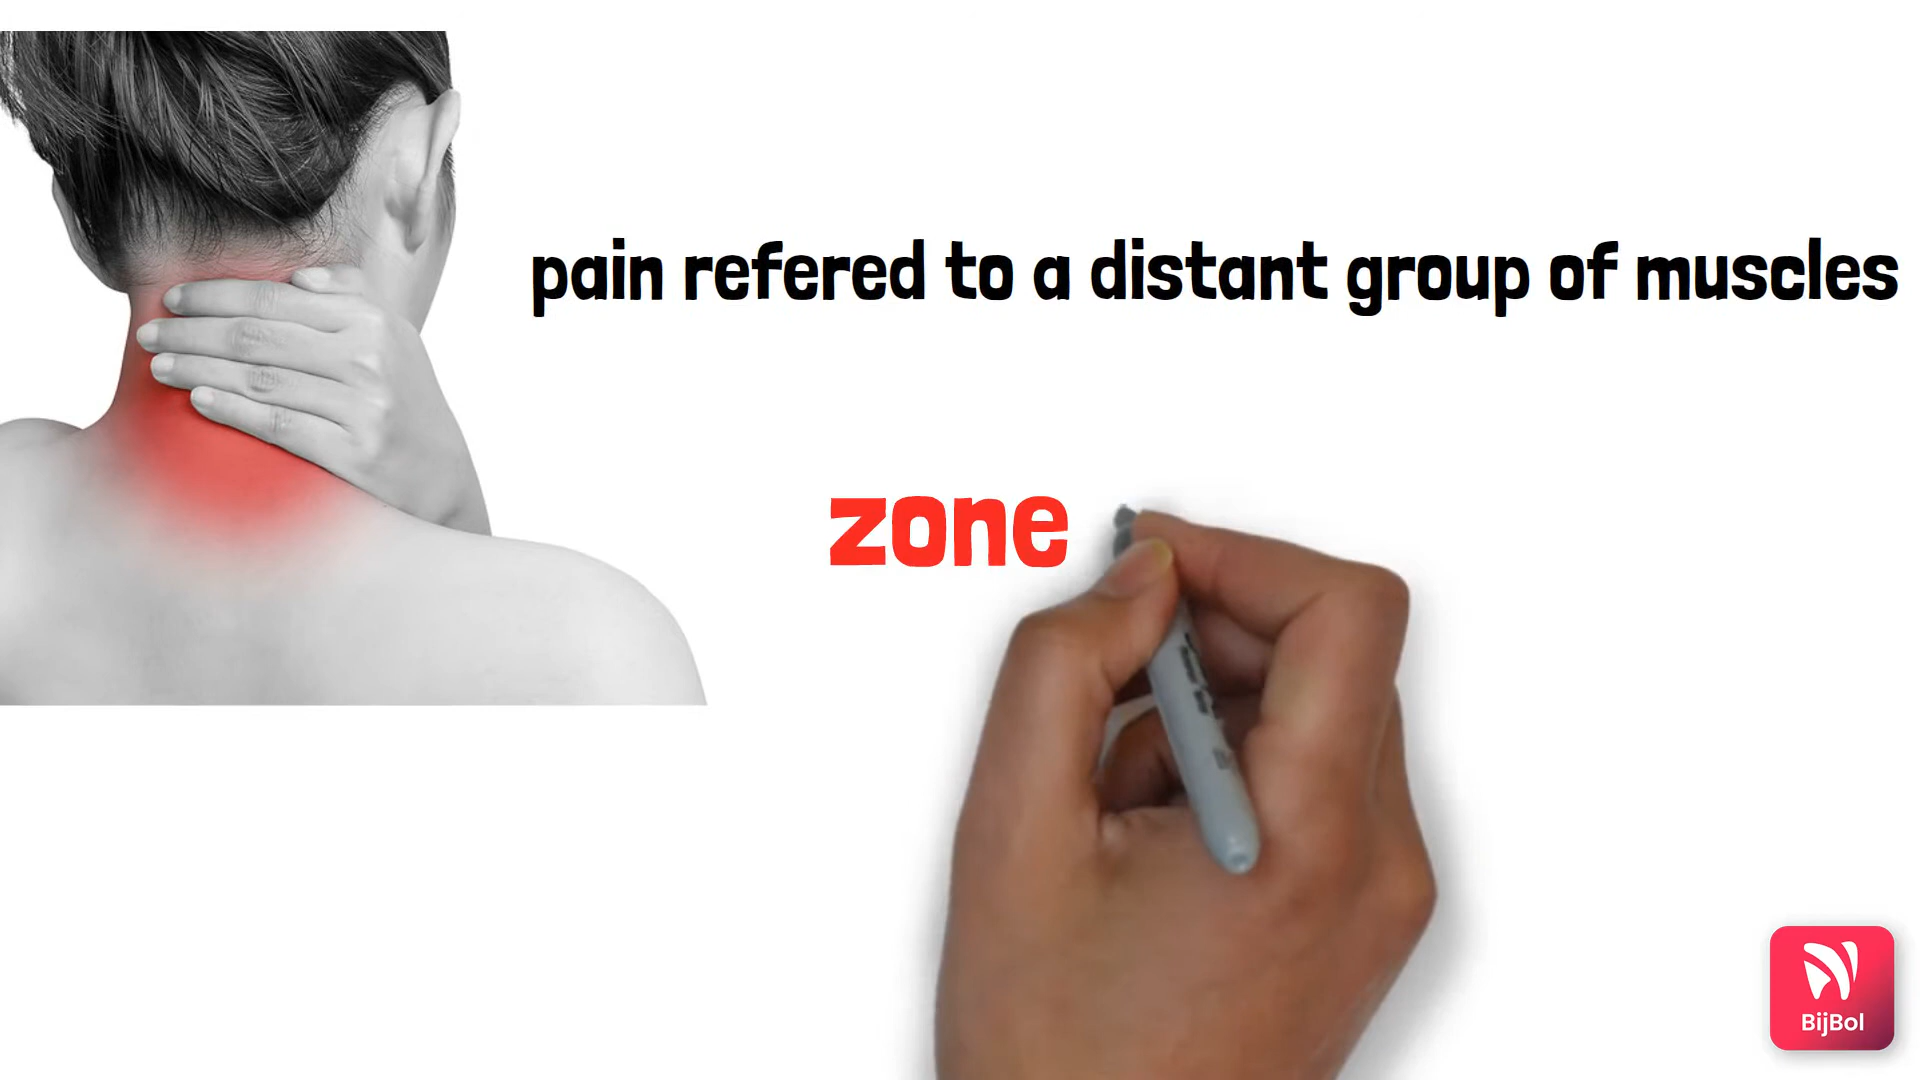 pain refered to a distant group of muscles
zone
BijBol